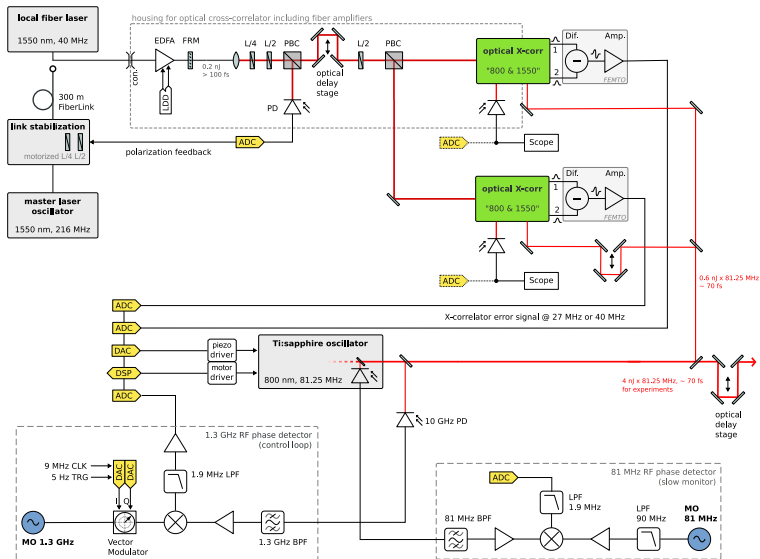 local fiber laser
1550 nm, 40 MHz
300 m
FiberLink
link stabilization
motorized L/4 L/2
master laser
oscillator
1550 nm, 216 MHz
housing for optical cross-correlator including fiber amplifiers
con.
EDFA
FRM
LDD
0.2 nJ
> 100 fs
L/4
L/2
PBC
optical
delay
stage
L/2
PBC
PD
ADC
polarization feedback
optical X-corr
"800 & 1550"
1
2
Dif.
Amp.
FEMTO
ADC
Scope
optical X-corr
"800 & 1550"
1
2
Dif.
Amp.
FEMTO
ADC
Scope
0.6 nJ x 81.25 MHz
~ 70 fs
X-correlator error signal @ 27 MHz or 40 MHz
ADC
ADC
DAC
DSP
ADC
piezo
driver
motor
driver
Ti:sapphire oscillator
800 nm, 81.25 MHz
4 nJ x 81.25 MHz, ~ 70 fs
for experiments
optical
delay
stage
10 GHz PD
1.3 GHz RF phase detector
(control loop)
9 MHz CLK
5 Hz TRG
DAC
DAC
I
Q
1.9 MHz LPF
MO 1.3 GHz
Vector
Modulator
1.3 GHz BPF
81 MHz RF phase detector
(slow monitor)
ADC
LPF
1.9 MHz
LPF
90 MHz
MO
81 MHz
81 MHz BPF